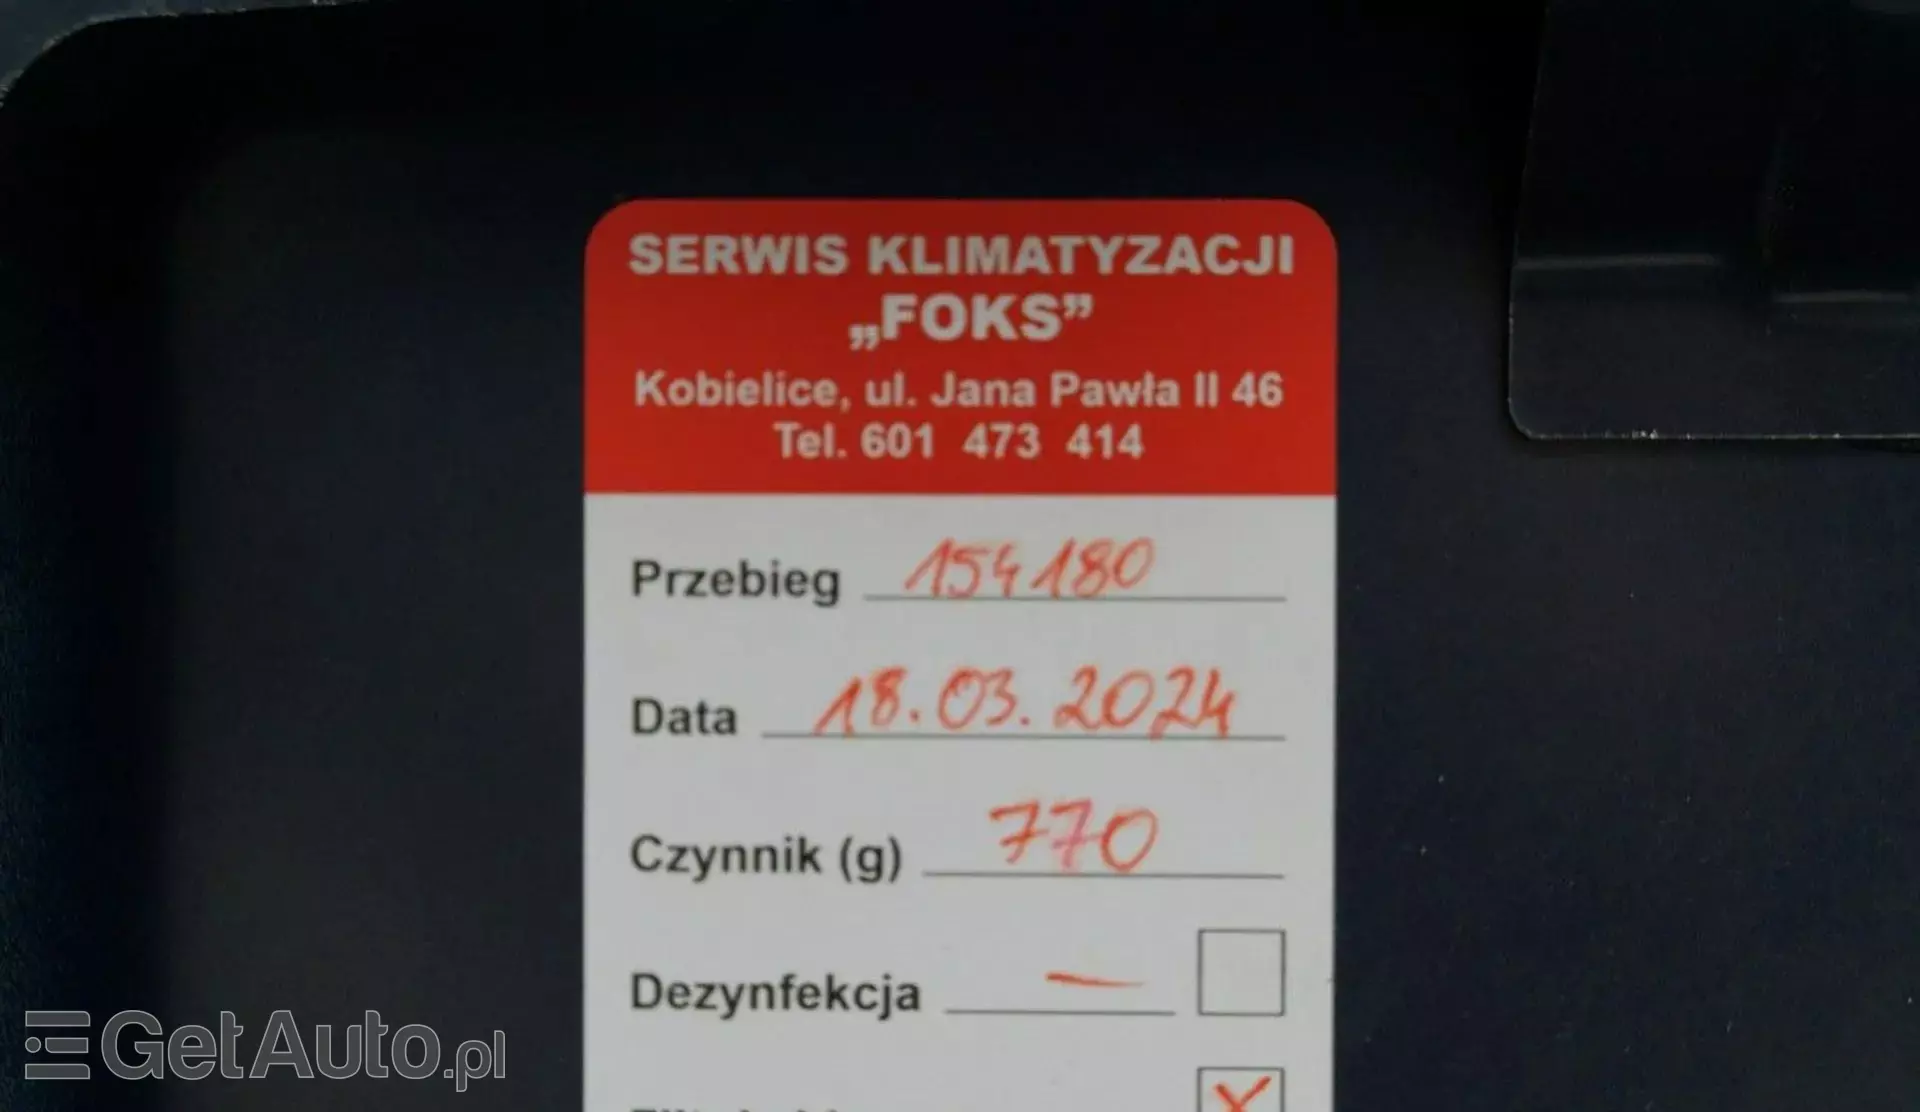 SERWIS KLIMATYZACJI
„FOKS”
Kobielice, ul. Jana Pawła II 46
Tel. 601 473 414
Przebieg 154180
Data 18.03.2024
Czynnik (g) 770
Dezynfekcja —
GetAuto.pl